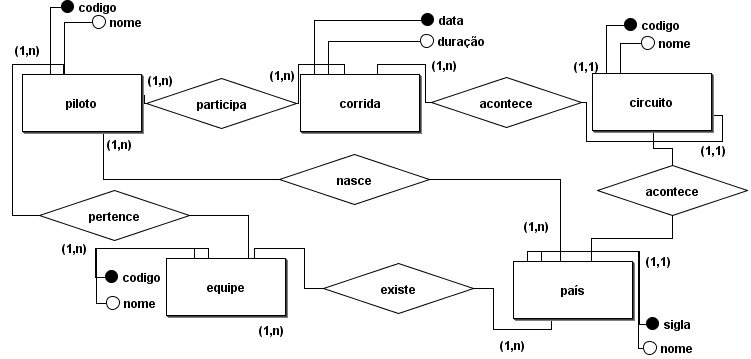 codigo
nome
data
duração
codigo
nome
(1,n)
(1,n)
(1,n)
(1,n)
(1,1)
piloto
participa
corrida
acontece
circuito
(1,n)
(1,1)
nasce
acontece
pertence
(1,n)
(1,n)
(1,1)
codigo
nome
equipe
existe
país
(1,n)
(1,n)
sigla
nome